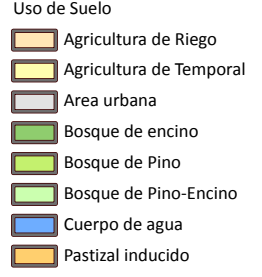 Uso de Suelo
Agricultura de Riego
Agricultura de Temporal
Area urbana
Bosque de encino
Bosque de Pino
Bosque de Pino-Encino
Cuerpo de agua
Pastizal inducido